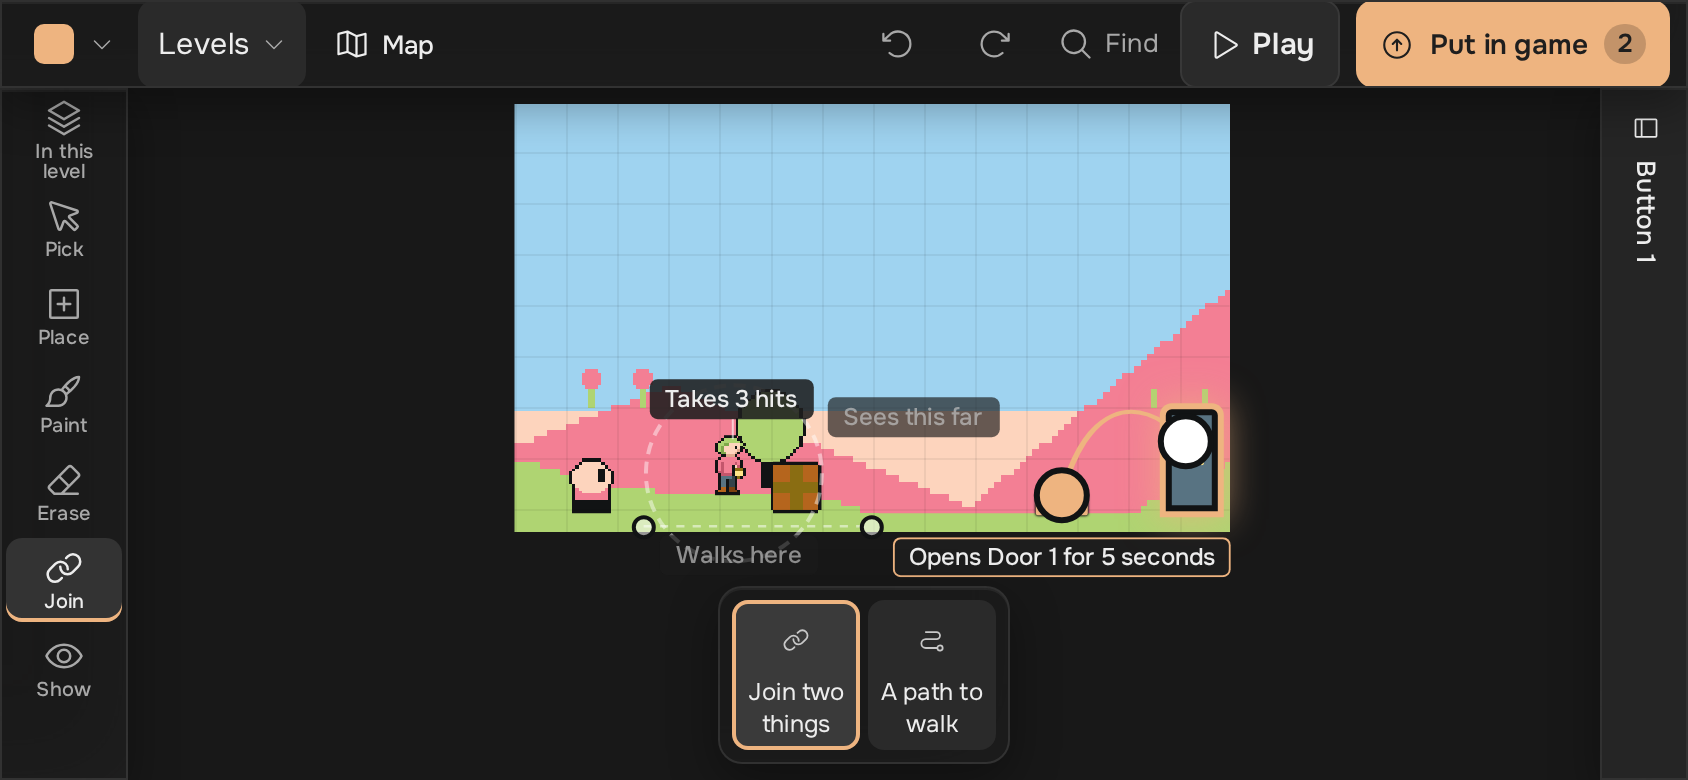 Levels
Map
Find
Play
Put in game
2
In this
level
Pick
Place
Paint
Erase
Join
Show
Button 1
Takes 3 hits
Sees this far
Walks here
Opens Door 1 for 5 seconds
Join two
things
A path to
walk